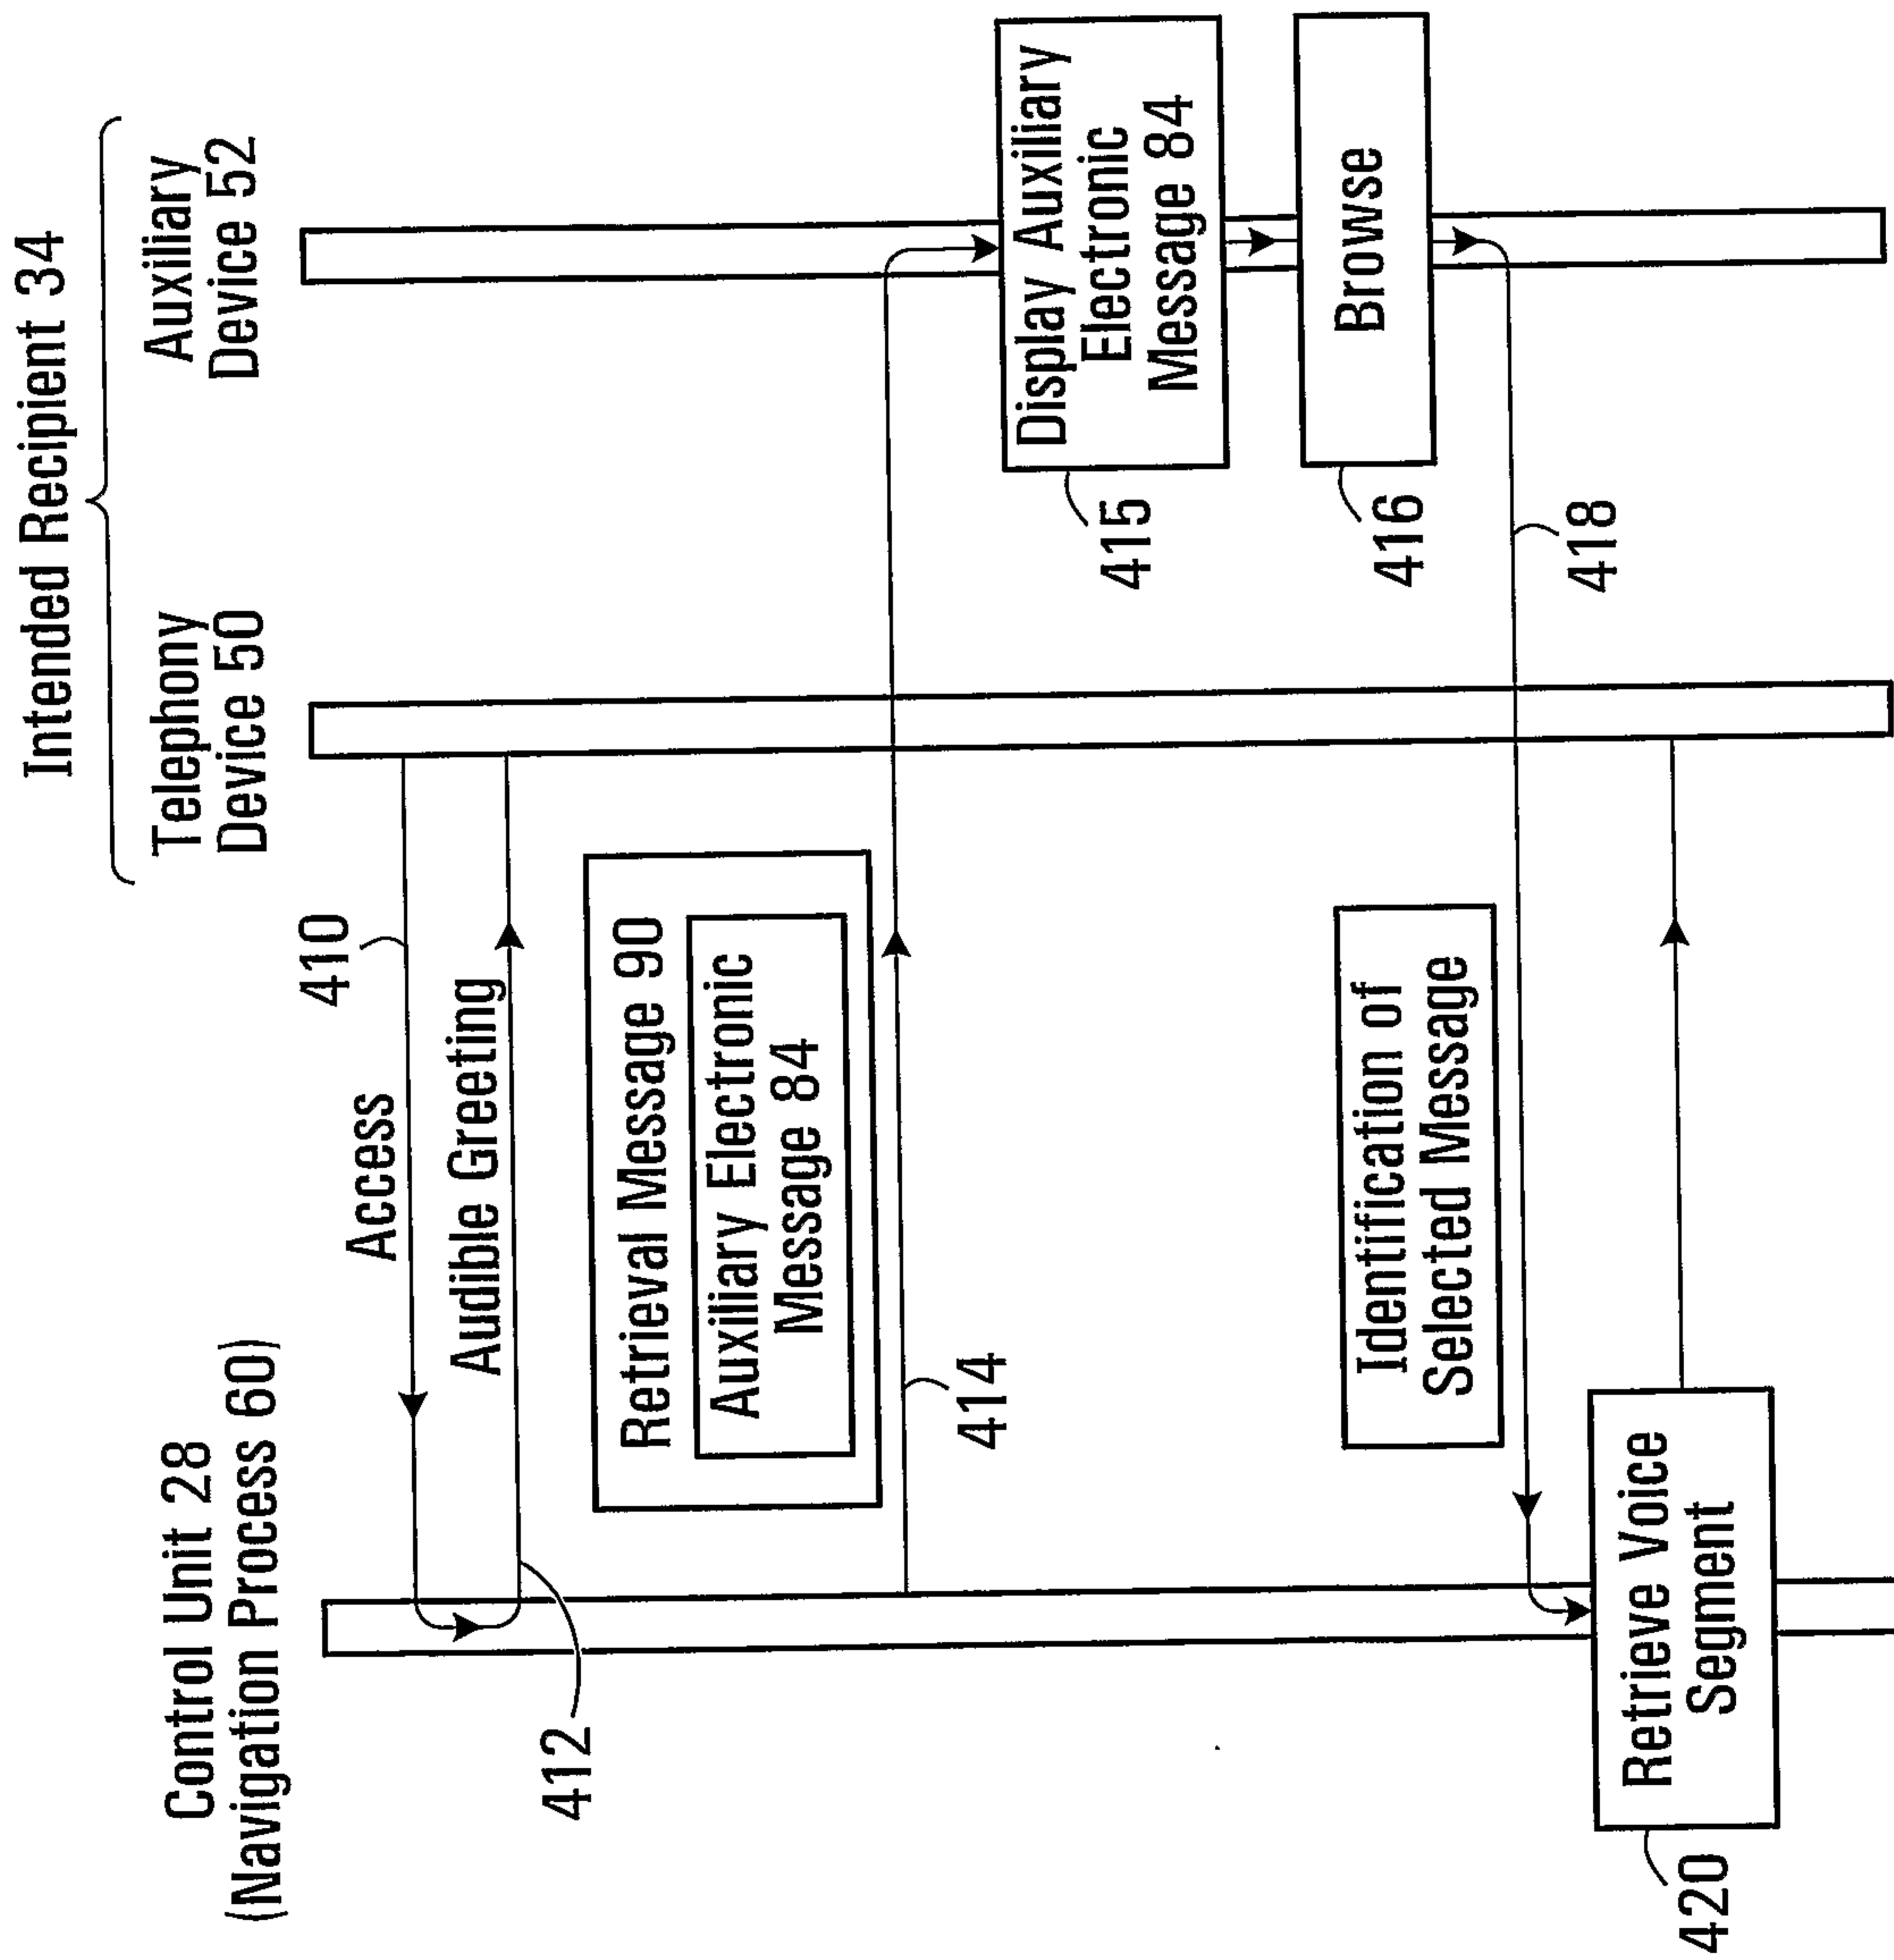 Intended Recipient 34
Control Unit 28
(Navigation Process 60)
Telephony
Device 50
Auxiliary
Device 52
410
Access
Audible Greeting
412
Retrieval Message 90
Auxiliary Electronic
Message 84
414
Display Auxiliary
Electronic
Message 84
415
Browse
416
Identification of
Selected Message
418
Retrieve Voice
Segment
420